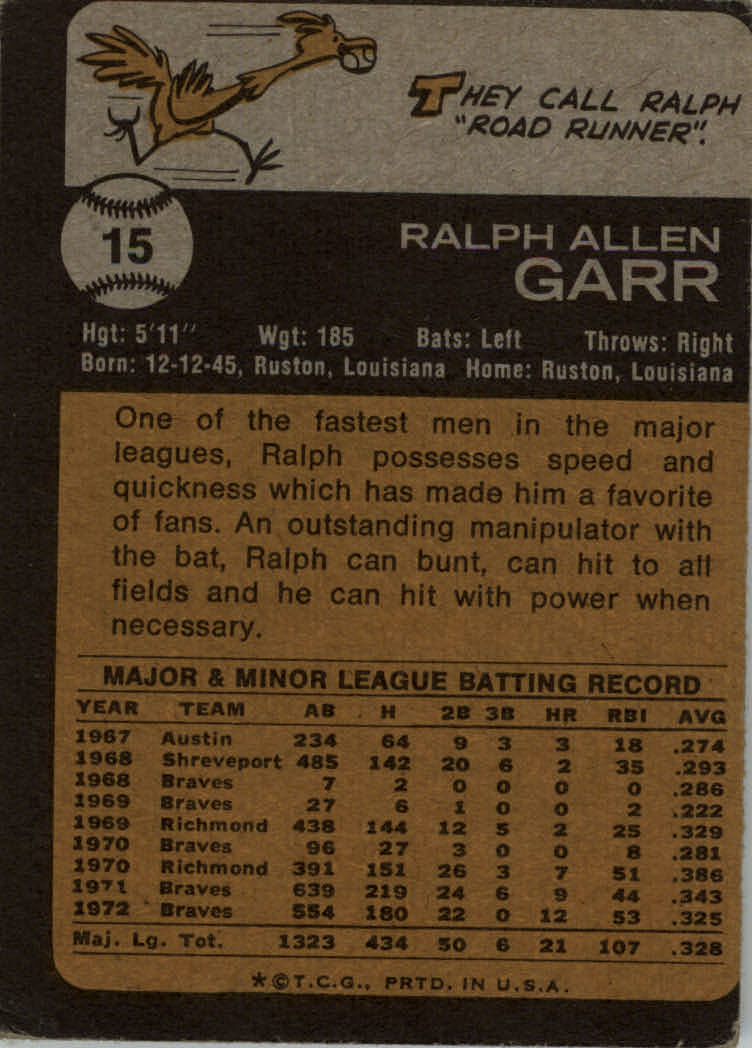 THEY CALL RALPH
"ROAD RUNNER".
15
RALPH ALLEN
GARR
Hgt: 5'11" Wgt: 185 Bats: Left Throws: Right
Born: 12-12-45, Ruston, Louisiana Home: Ruston, Louisiana
One of the fastest men in the major
leagues, Ralph possesses speed and
quickness which has made him a favorite
of fans. An outstanding manipulator with
the bat, Ralph can bunt, can hit to all
fields and he can hit with power when
necessary.
MAJOR & MINOR LEAGUE BATTING RECORD
YEAR TEAM AB H 2B 3B HR RBI AVG
1967 Austin 234 64 9 3 3 18 .274
1968 Shreveport 485 142 20 6 2 35 .293
1968 Braves 7 2 0 0 0 0 .286
1969 Braves 27 6 1 0 0 2 .222
1969 Richmond 438 144 12 5 2 25 .329
1970 Braves 96 27 3 0 0 8 .281
1970 Richmond 391 151 26 3 7 51 .386
1971 Braves 639 219 24 6 9 44 .343
1972 Braves 554 180 22 0 12 53 .325
Maj. Lg. Tot. 1323 434 50 6 21 107 .328
*©T.C.G., PRTD. IN U.S.A.